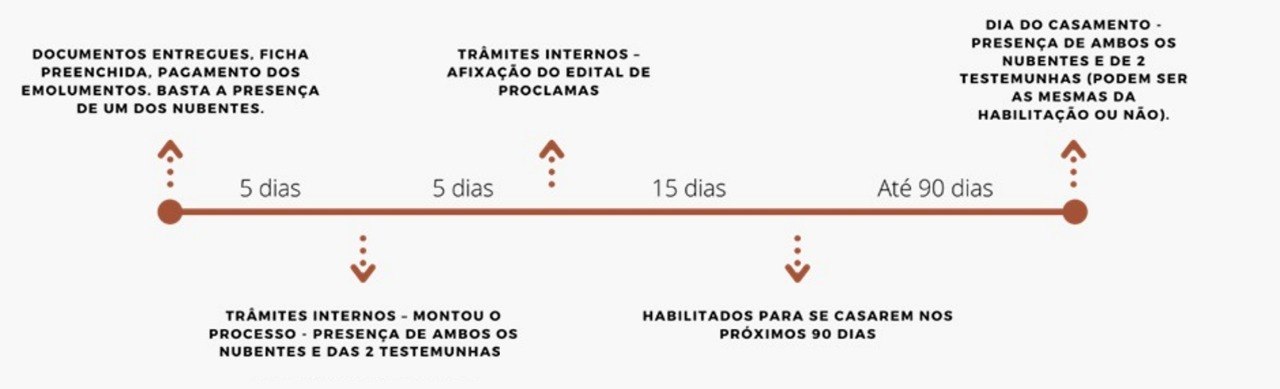 DOCUMENTOS ENTREGUES, FICHA
PREENCHIDA, PAGAMENTO DOS
EMOLUMENTOS. BASTA A PRESENÇA
DE UM DOS NUBENTES.
TRÂMITES INTERNOS –
AFIXAÇÃO DO EDITAL DE
PROCLAMAS
DIA DO CASAMENTO -
PRESENÇA DE AMBOS OS
NUBENTES E DE 2
TESTEMUNHAS (PODEM SER
AS MESMAS DA
HABILITAÇÃO OU NÃO).
5 dias
5 dias
15 dias
Até 90 dias
TRÂMITES INTERNOS – MONTOU O
PROCESSO - PRESENÇA DE AMBOS OS
NUBENTES E DAS 2 TESTEMUNHAS
HABILITADOS PARA SE CASAREM NOS
PRÓXIMOS 90 DIAS